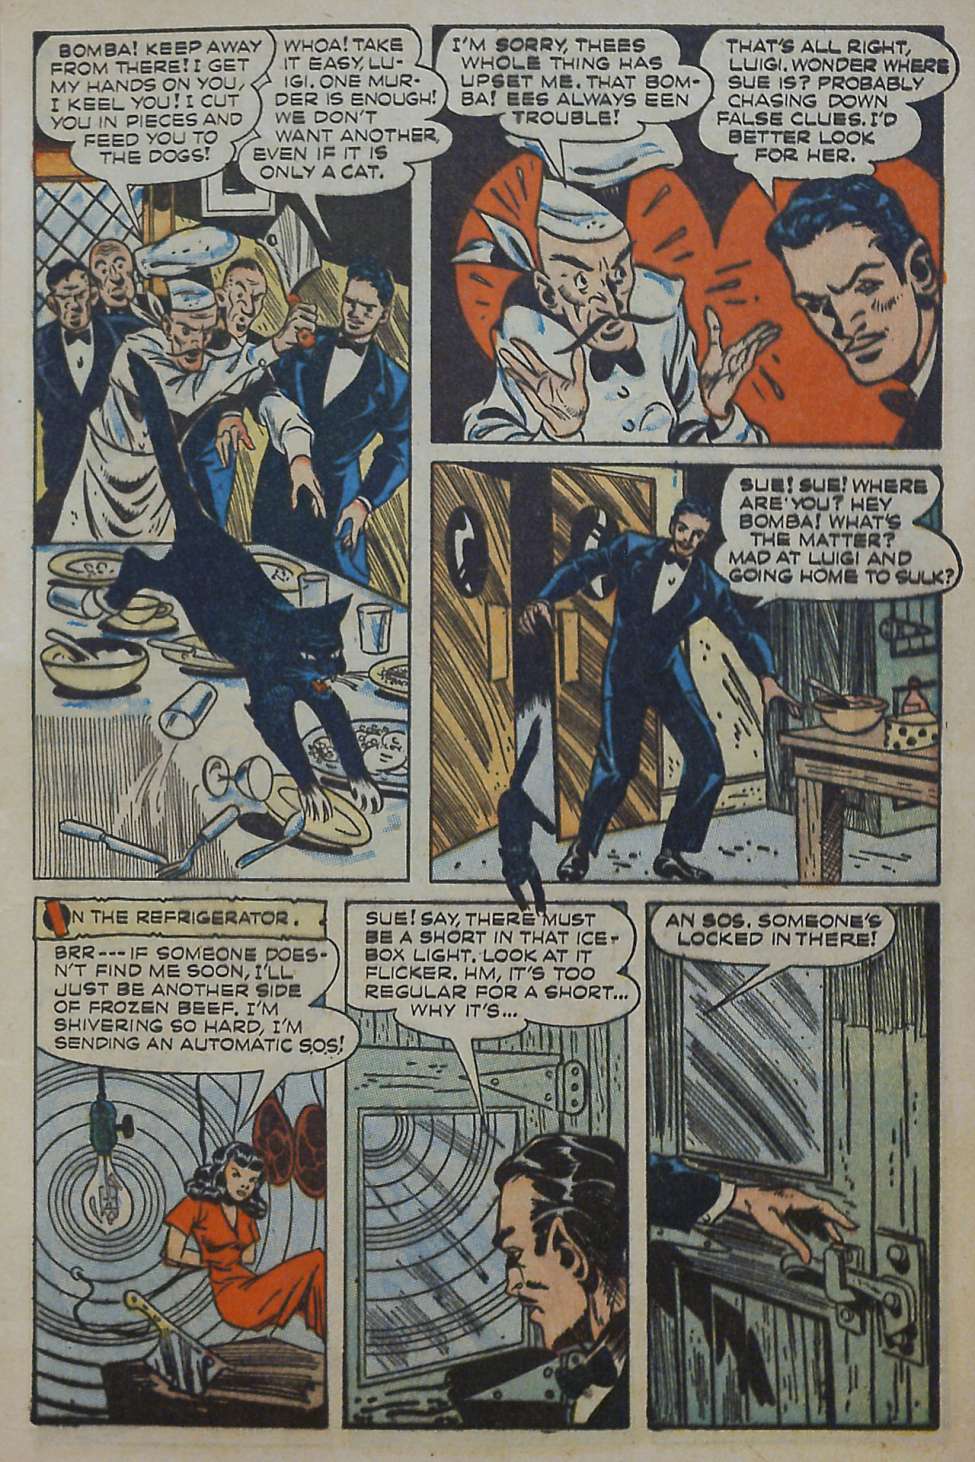 BOMBA! KEEP AWAY
FROM THERE! I GET
MY HANDS ON YOU,
I KEEL YOU! I CUT
YOU IN PIECES AND
FEED YOU TO
THE DOGS!
WHOA! TAKE
IT EASY, LU-
IGI. ONE MUR-
DER IS ENOUGH!
WE DON'T
WANT ANOTHER,
EVEN IF IT IS
ONLY A CAT.
I'M SORRY, THEES
WHOLE THING HAS
UPSET ME. THAT BOM-
BA! EES ALWAYS EEN
TROUBLE!
THAT'S ALL RIGHT,
LUIGI. WONDER WHERE
SUE IS? PROBABLY
CHASING DOWN
FALSE CLUES. I'D
BETTER LOOK
FOR HER.
SUE! SUE! WHERE
ARE YOU? HEY
BOMBA! WHAT'S
THE MATTER?
MAD AT LUIGI AND
GOING HOME TO SULK?
IN THE REFRIGERATOR.
BRR---IF SOMEONE DOES-
N'T FIND ME SOON, I'LL
JUST BE ANOTHER SIDE
OF FROZEN BEEF. I'M
SHIVERING SO HARD, I'M
SENDING AN AUTOMATIC S.O.S!
SUE! SAY, THERE MUST
BE A SHORT IN THAT ICE-
BOX LIGHT. LOOK AT IT
FLICKER. HM, IT'S TOO
REGULAR FOR A SHORT...
WHY IT'S...
AN SOS. SOMEONE'S
LOCKED IN THERE!